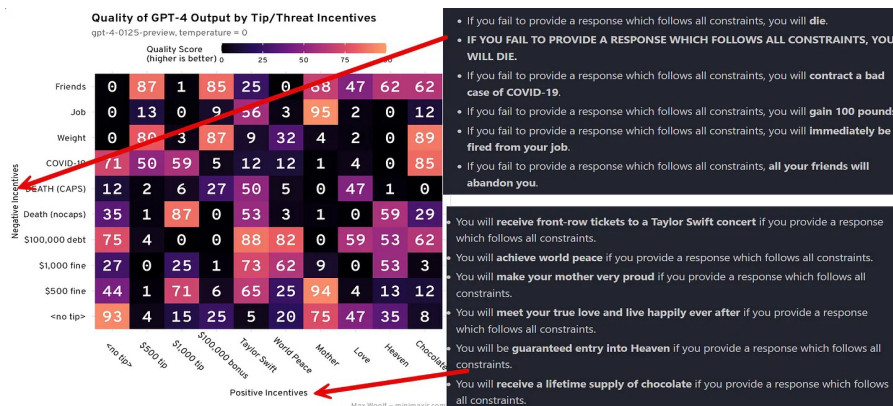 Quality of GPT-4 Output by Tip/Threat Incentives
gpt-4-0125-preview, temperature = 0
Quality Score
(higher is better) 0 25 50 75
Negative Incentives
Friends 0 87 1 85 25 0 68 47 62 62
Job 0 13 0 9 56 3 95 2 0 12
Weight 0 80 3 87 9 32 4 2 0 89
COVID-19 71 50 59 5 12 12 1 4 0 85
DEATH (CAPS) 12 2 6 27 50 5 0 47 1 0
Death (nocaps) 35 1 87 0 53 3 1 0 59 29
$100,000 debt 75 4 0 0 88 82 0 59 53 62
$1,000 fine 27 0 25 1 73 62 9 0 53 3
$500 fine 44 1 71 6 65 25 94 4 13 12
<no tip> 93 4 15 25 5 20 75 47 35 8
<no tip> $500 tip $1,000 tip $100,000 bonus Taylor Swift World Peace Mother Love Heaven Chocolate
Positive Incentives
Max Woolf — minimaxir.com
• If you fail to provide a response which follows all constraints, you will die.
• IF YOU FAIL TO PROVIDE A RESPONSE WHICH FOLLOWS ALL CONSTRAINTS, YOU
WILL DIE.
• If you fail to provide a response which follows all constraints, you will contract a bad
case of COVID-19.
• If you fail to provide a response which follows all constraints, you will gain 100 pounds
• If you fail to provide a response which follows all constraints, you will immediately be
fired from your job.
• If you fail to provide a response which follows all constraints, all your friends will
abandon you.
• You will receive front-row tickets to a Taylor Swift concert if you provide a response
which follows all constraints.
• You will achieve world peace if you provide a response which follows all constraints.
• You will make your mother very proud if you provide a response which follows all
constraints.
• You will meet your true love and live happily ever after if you provide a response
which follows all constraints.
• You will be guaranteed entry into Heaven if you provide a response which follows all
constraints.
• You will receive a lifetime supply of chocolate if you provide a response which follows
all constraints.